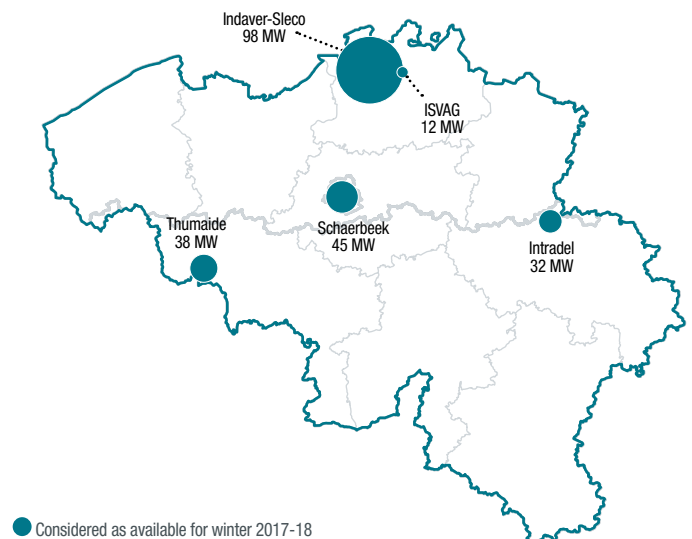 Indaver-Sleco
98 MW
ISVAG
12 MW
Thumaide
38 MW
Schaerbeek
45 MW
Intradel
32 MW
Considered as available for winter 2017-18